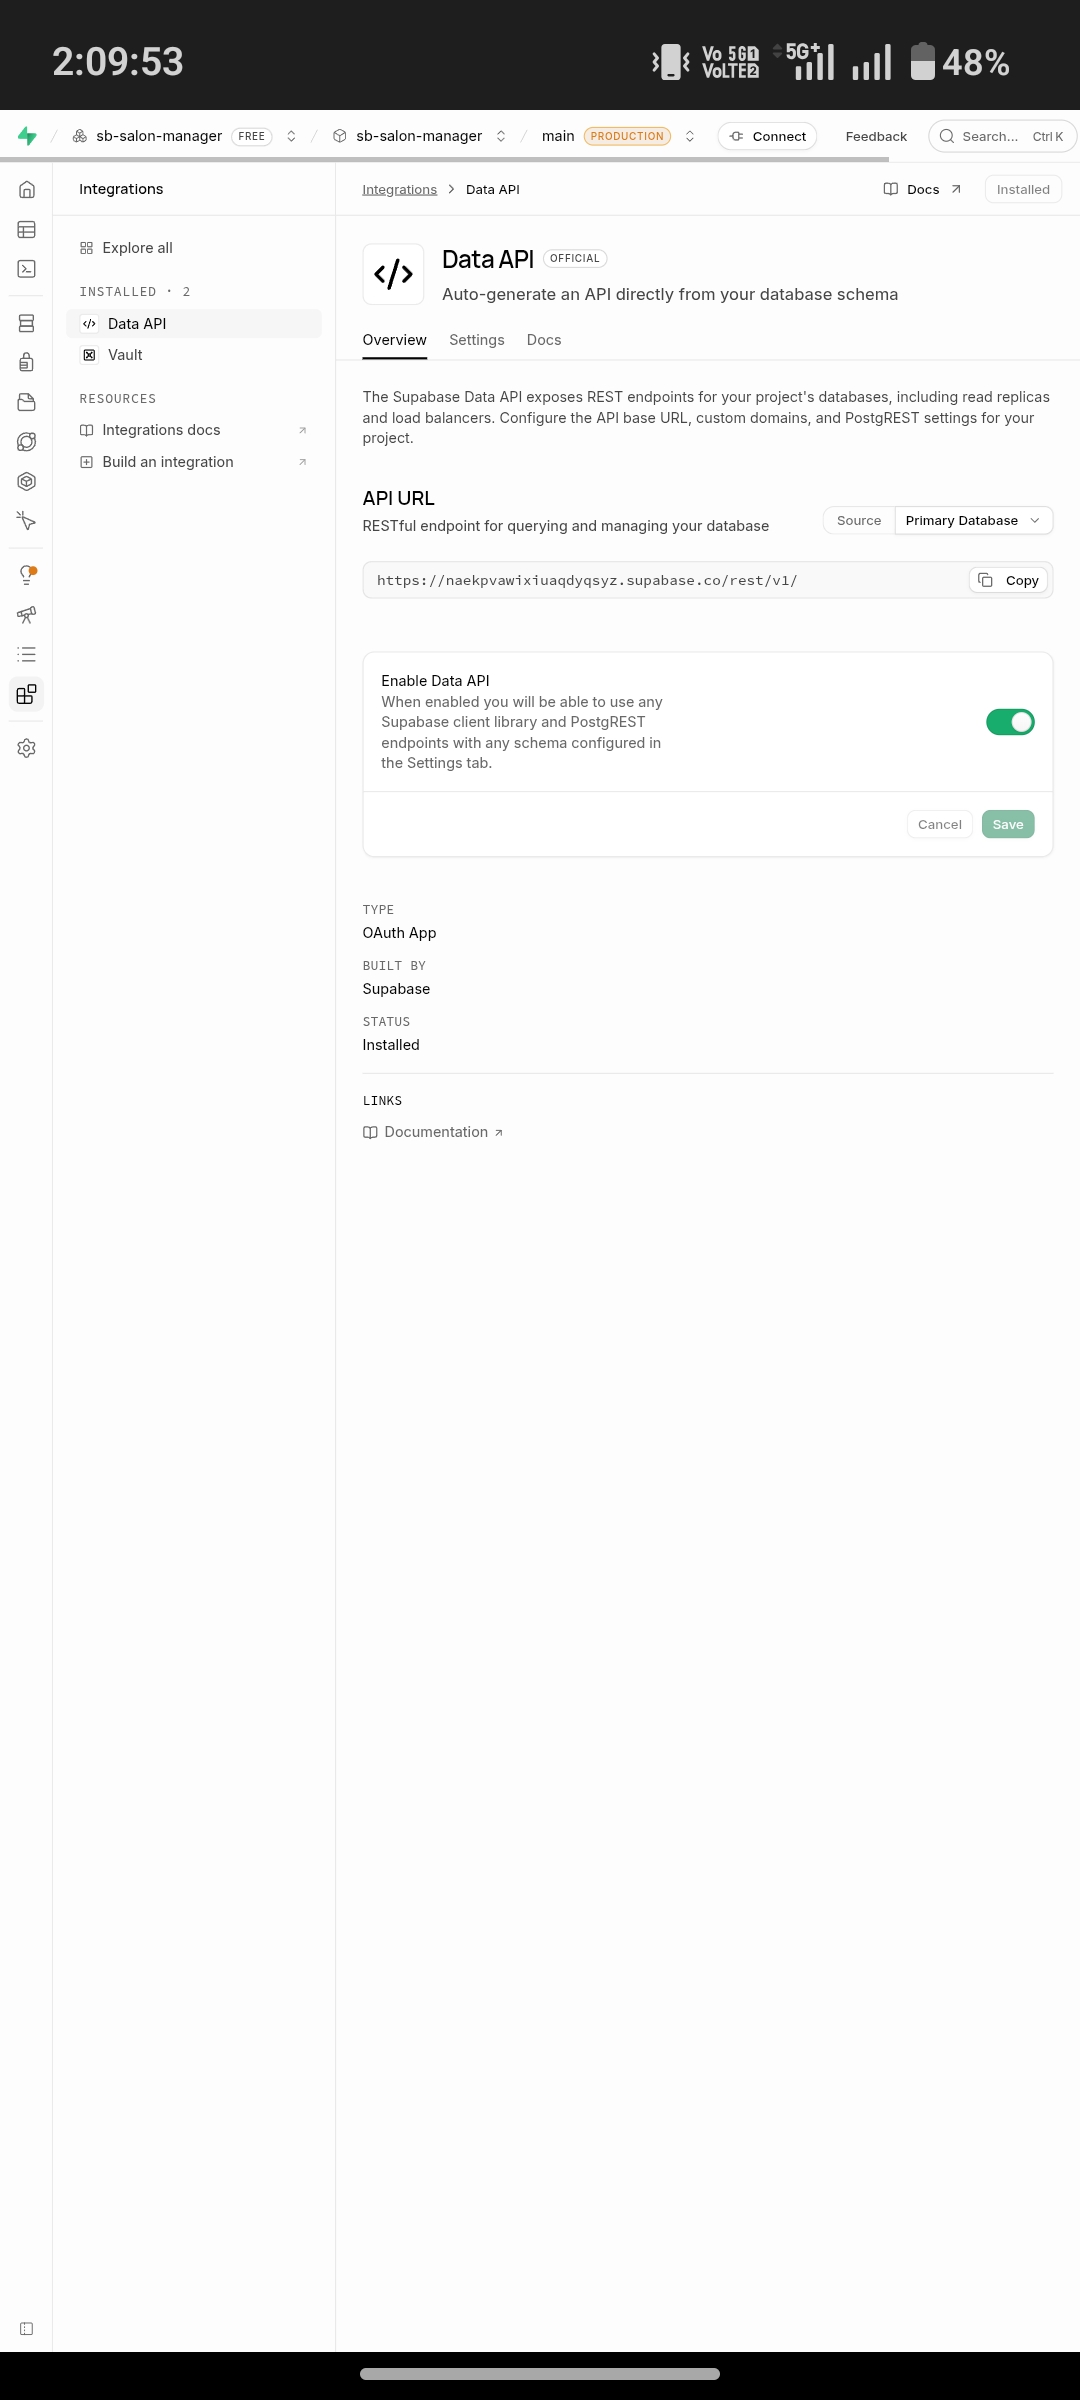 2:09:53
Vo 5G 1
VoLTE 2
5G+
48%
sb-salon-manager FREE
sb-salon-manager
main PRODUCTION
Connect
Feedback
Search... Ctrl K
Integrations
Integrations > Data API
Docs
Installed
Explore all
INSTALLED · 2
Data API
Vault
RESOURCES
Integrations docs
Build an integration
</>
Data API OFFICIAL
Auto-generate an API directly from your database schema
Overview Settings Docs
The Supabase Data API exposes REST endpoints for your project's databases, including read replicas
and load balancers. Configure the API base URL, custom domains, and PostgREST settings for your
project.
API URL
RESTful endpoint for querying and managing your database
Source Primary Database
https://naekpvawixiuaqdyqsyz.supabase.co/rest/v1/
Copy
Enable Data API
When enabled you will be able to use any
Supabase client library and PostgREST
endpoints with any schema configured in
the Settings tab.
Cancel Save
TYPE
OAuth App
BUILT BY
Supabase
STATUS
Installed
LINKS
Documentation